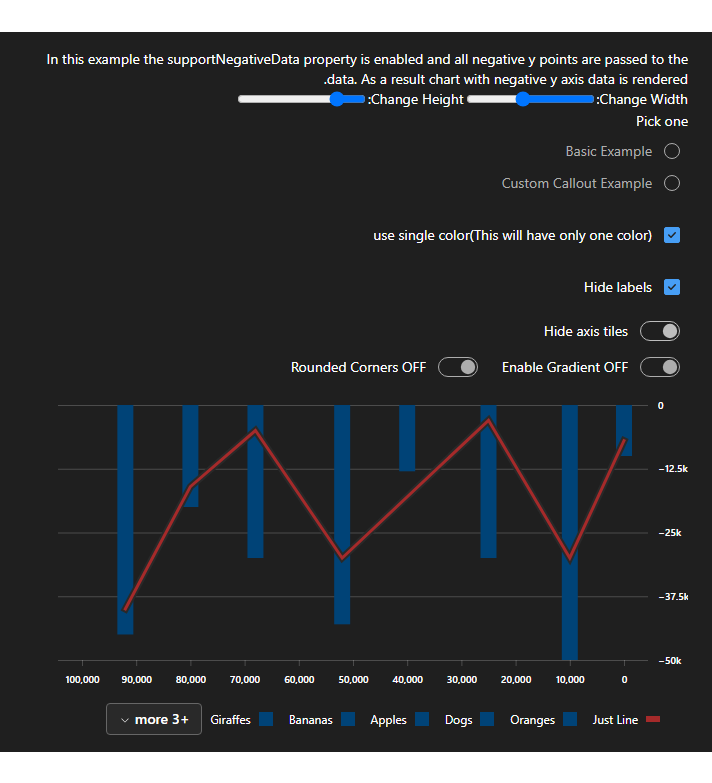 In this example the supportNegativeData property is enabled and all negative y points are passed to the
.data. As a result chart with negative y axis data is rendered
:Change Height :Change Width
Pick one
Basic Example
Custom Callout Example
use single color(This will have only one color)
Hide labels
Hide axis tiles
Rounded Corners OFF Enable Gradient OFF
0
−12.5k
−25k
−37.5k
−50k
100,000 90,000 80,000 70,000 60,000 50,000 40,000 30,000 20,000 10,000 0
more 3+ Giraffes Bananas Apples Dogs Oranges Just Line